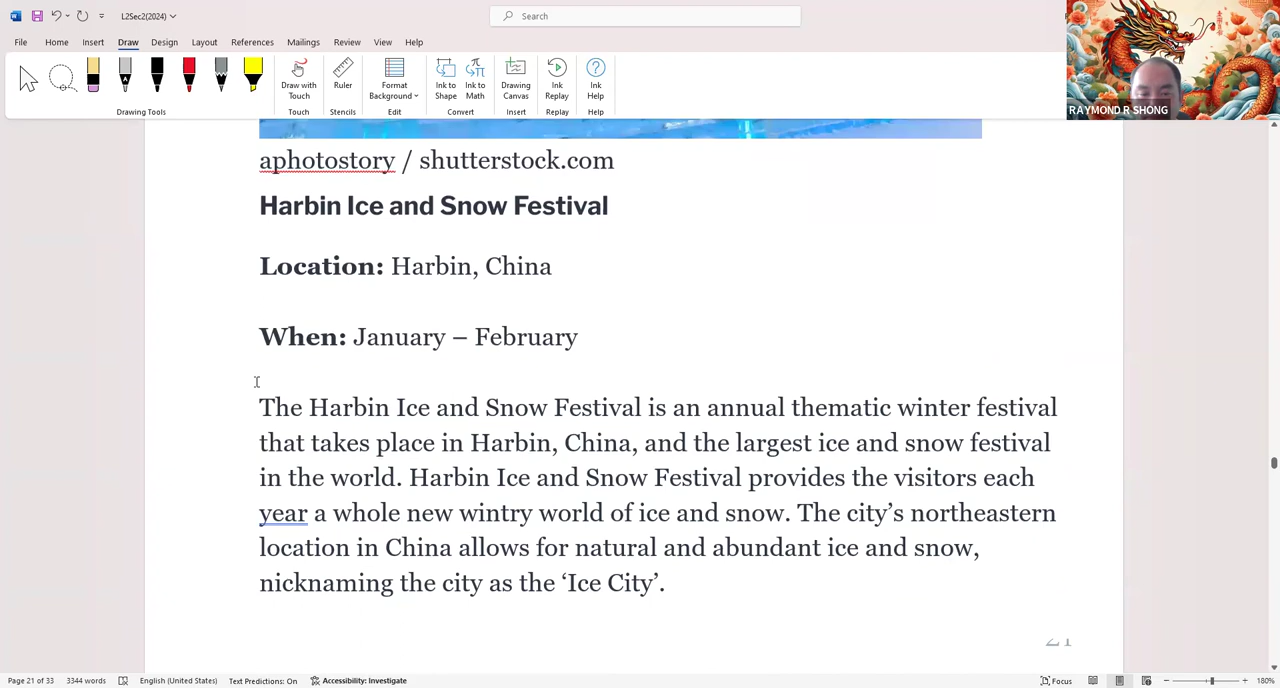 L2Sec2(2024)
Search
File Home Insert Draw Design Layout References Mailings Review View Help
Draw with Touch
Ruler
Format Background
Ink to Shape
Ink to Math
Drawing Canvas
Ink Replay
Ink Help
Drawing Tools Touch Stencils Edit Convert Insert Replay Help
RAYMOND R SHONG
aphotostory / shutterstock.com
Harbin Ice and Snow Festival
Location: Harbin, China
When: January – February
The Harbin Ice and Snow Festival is an annual thematic winter festival
that takes place in Harbin, China, and the largest ice and snow festival
in the world. Harbin Ice and Snow Festival provides the visitors each
year a whole new wintry world of ice and snow. The city’s northeastern
location in China allows for natural and abundant ice and snow,
nicknaming the city as the ‘Ice City’.
21
Page 21 of 33 3344 words English (United States) Text Predictions: On Accessibility: Investigate Focus 180%